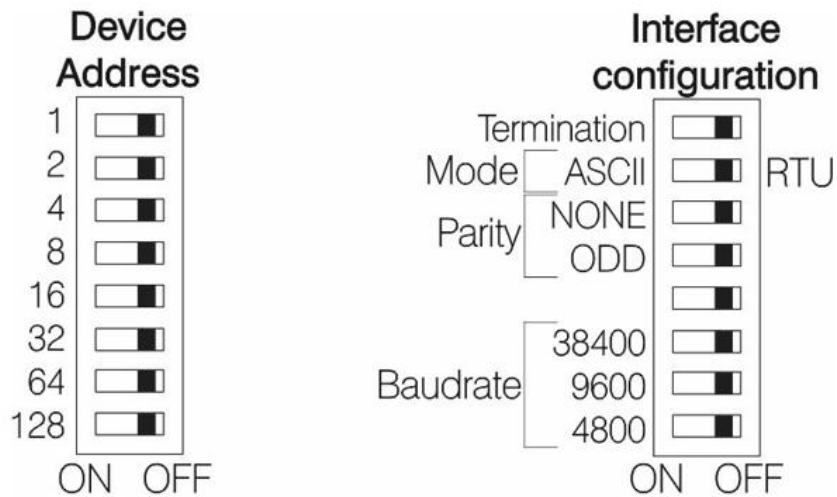 Device
Address
1
2
4
8
16
32
64
128
ON OFF
Interface
configuration
Termination
Mode ASCII RTU
Parity NONE
ODD
Baudrate 38400
9600
4800
ON OFF